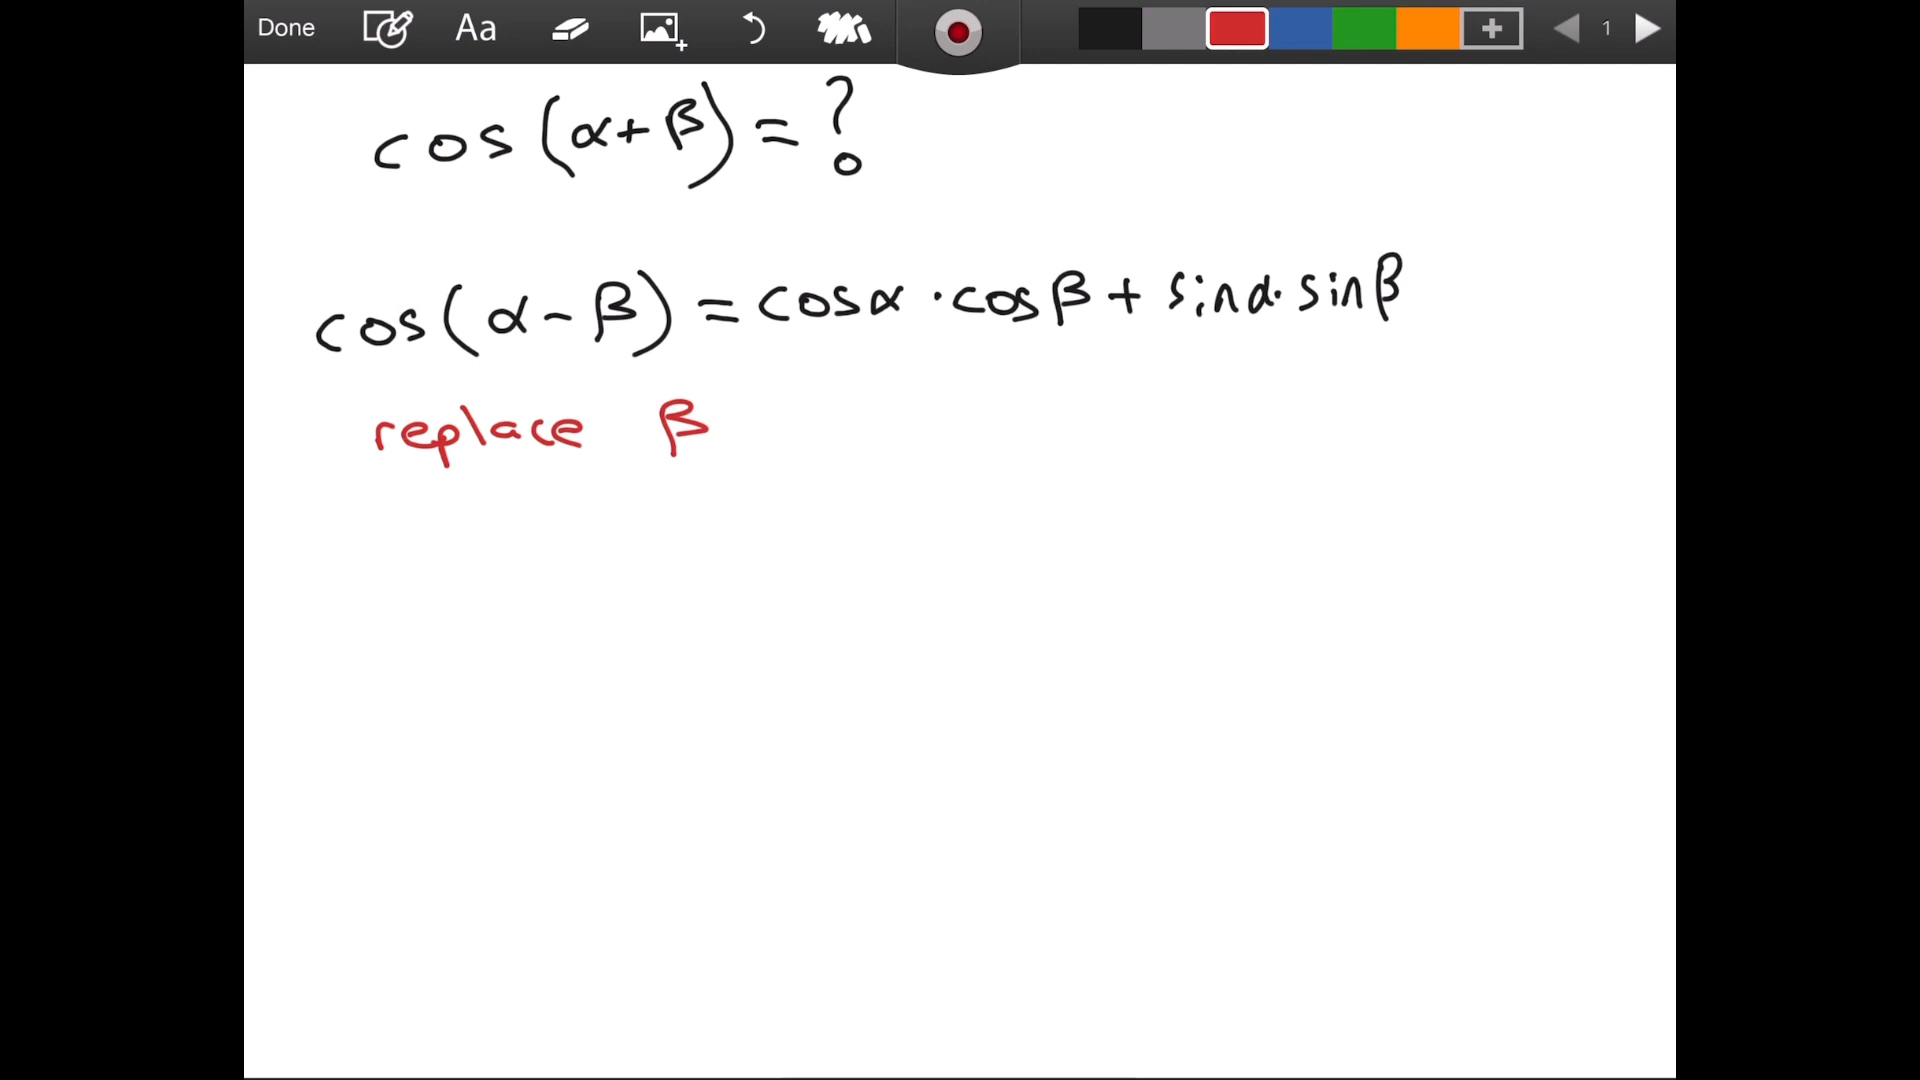 Done Aa 1
cos (α+β) = ?
cos(α - β) = cosα · cosβ + sinα · sinβ
replace β